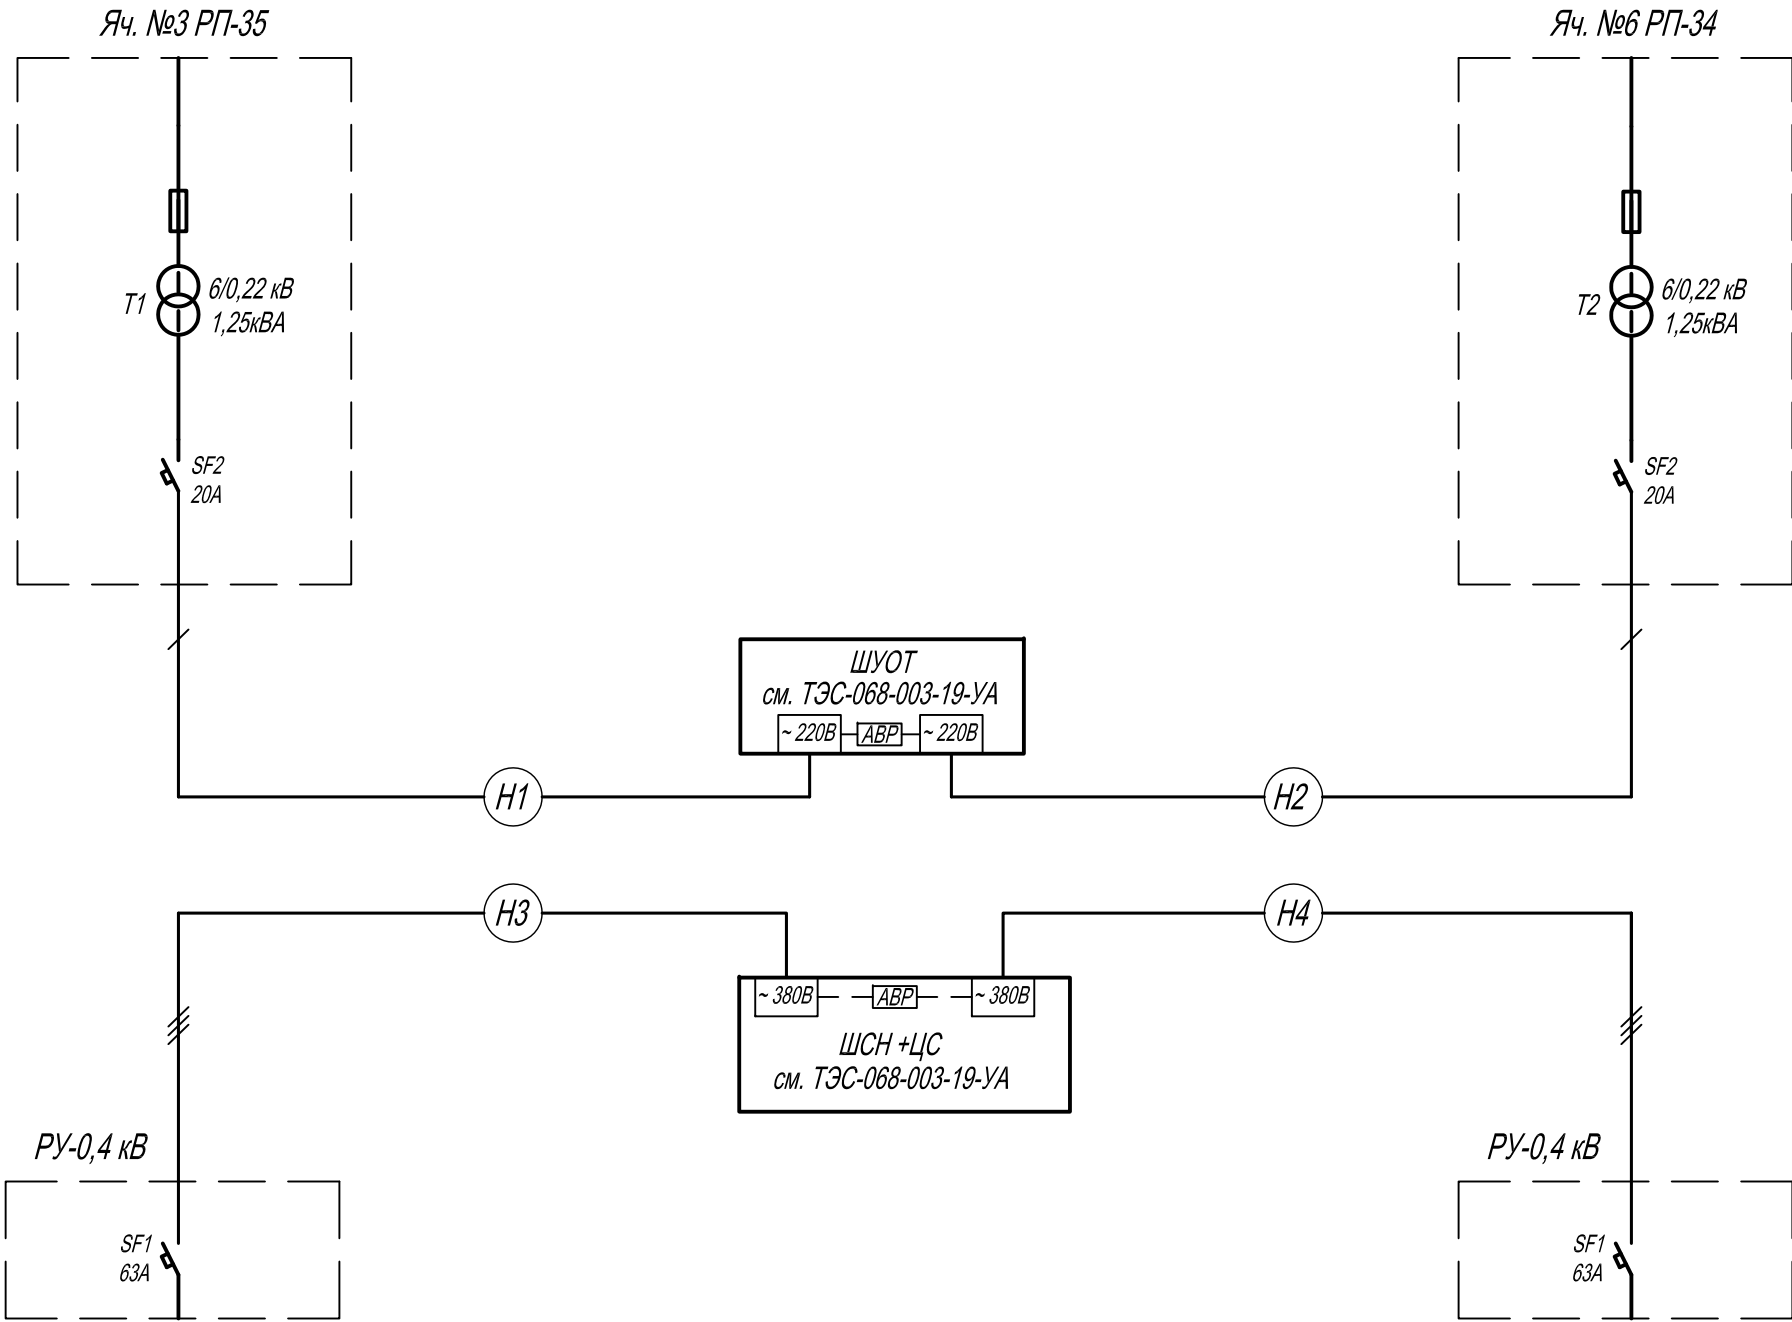 Яч. №3 РП-35
Яч. №6 РП-34
Т1
6/0,22 кВ
1,25кВА
Т2
6/0,22 кВ
1,25кВА
SF2
20А
SF2
20А
ШУОТ
см. ТЭС-068-003-19-УА
~ 220В
АВР
~ 220В
Н1
Н2
Н3
Н4
~ 380В
АВР
~ 380В
ШСН +ЦС
см. ТЭС-068-003-19-УА
РУ-0,4 кВ
РУ-0,4 кВ
SF1
63А
SF1
63А